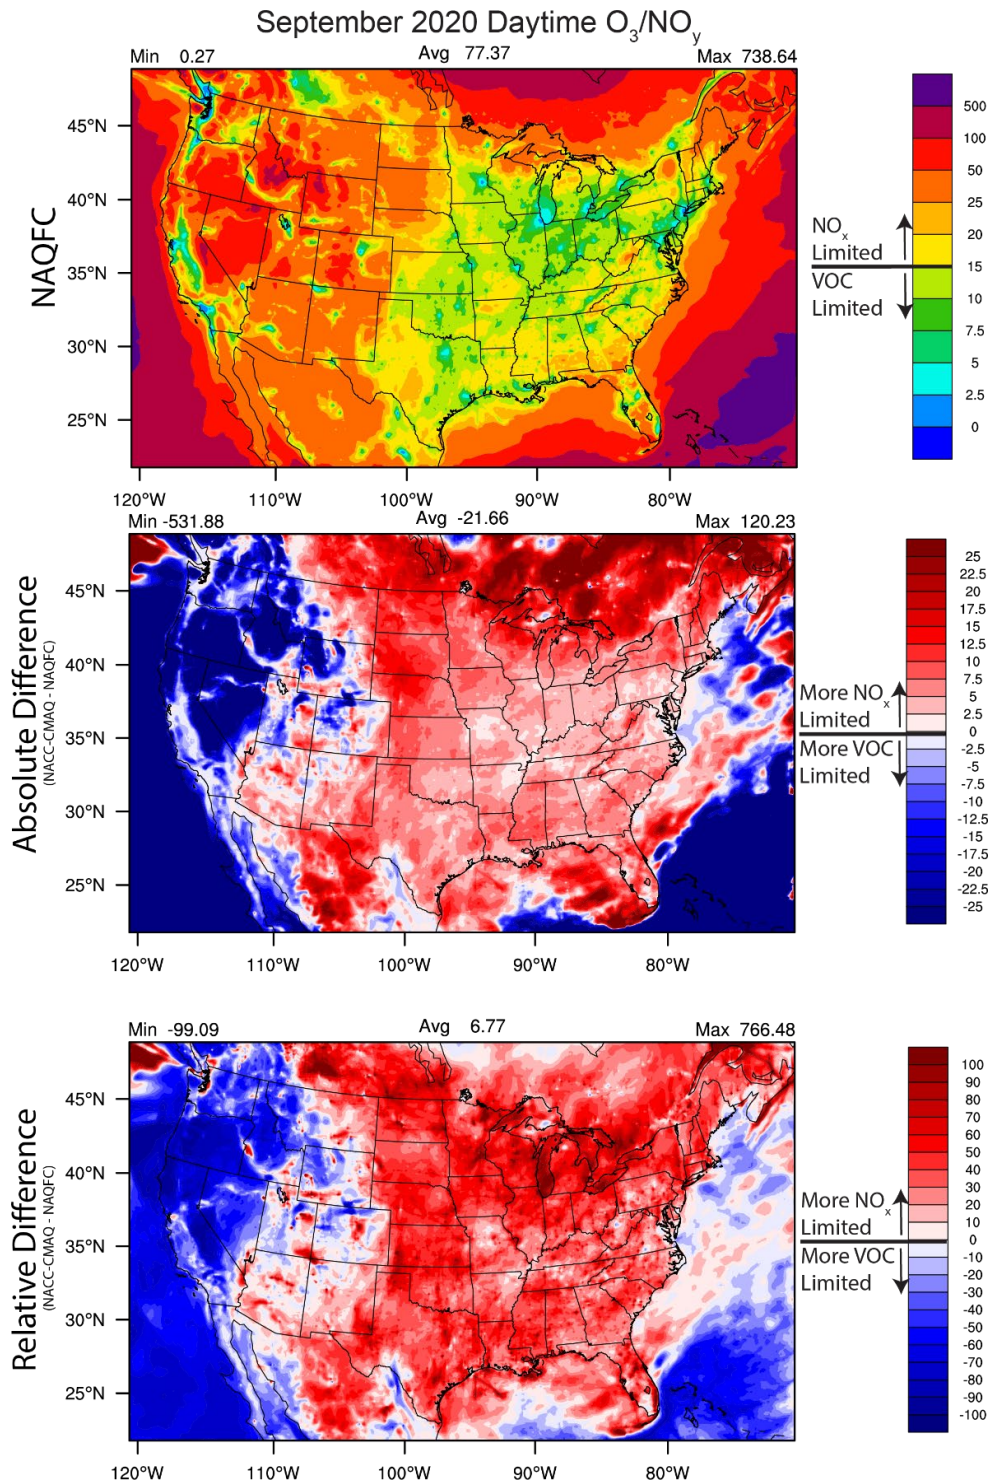 September 2020 Daytime O3/NOy
Min 0.27 Avg 77.37 Max 738.64
NAQFC
45°N
40°N
35°N
30°N
25°N
120°W 110°W 100°W 90°W 80°W
NOx
Limited
VOC
Limited
500
100
50
25
20
15
10
7.5
5
2.5
0
Min -531.88 Avg -21.66 Max 120.23
Absolute Difference
(NACC-CMAQ - NAQFC)
45°N
40°N
35°N
30°N
25°N
120°W 110°W 100°W 90°W 80°W
More NOx
Limited
More VOC
Limited
25
22.5
20
17.5
15
12.5
10
7.5
5
2.5
0
-2.5
-5
-7.5
-10
-12.5
-15
-17.5
-20
-22.5
-25
Min -99.09 Avg 6.77 Max 766.48
Relative Difference
(NACC-CMAQ - NAQFC)
45°N
40°N
35°N
30°N
25°N
120°W 110°W 100°W 90°W 80°W
More NOx
Limited
More VOC
Limited
100
90
80
70
60
50
40
30
20
10
0
-10
-20
-30
-40
-50
-60
-70
-80
-90
-100